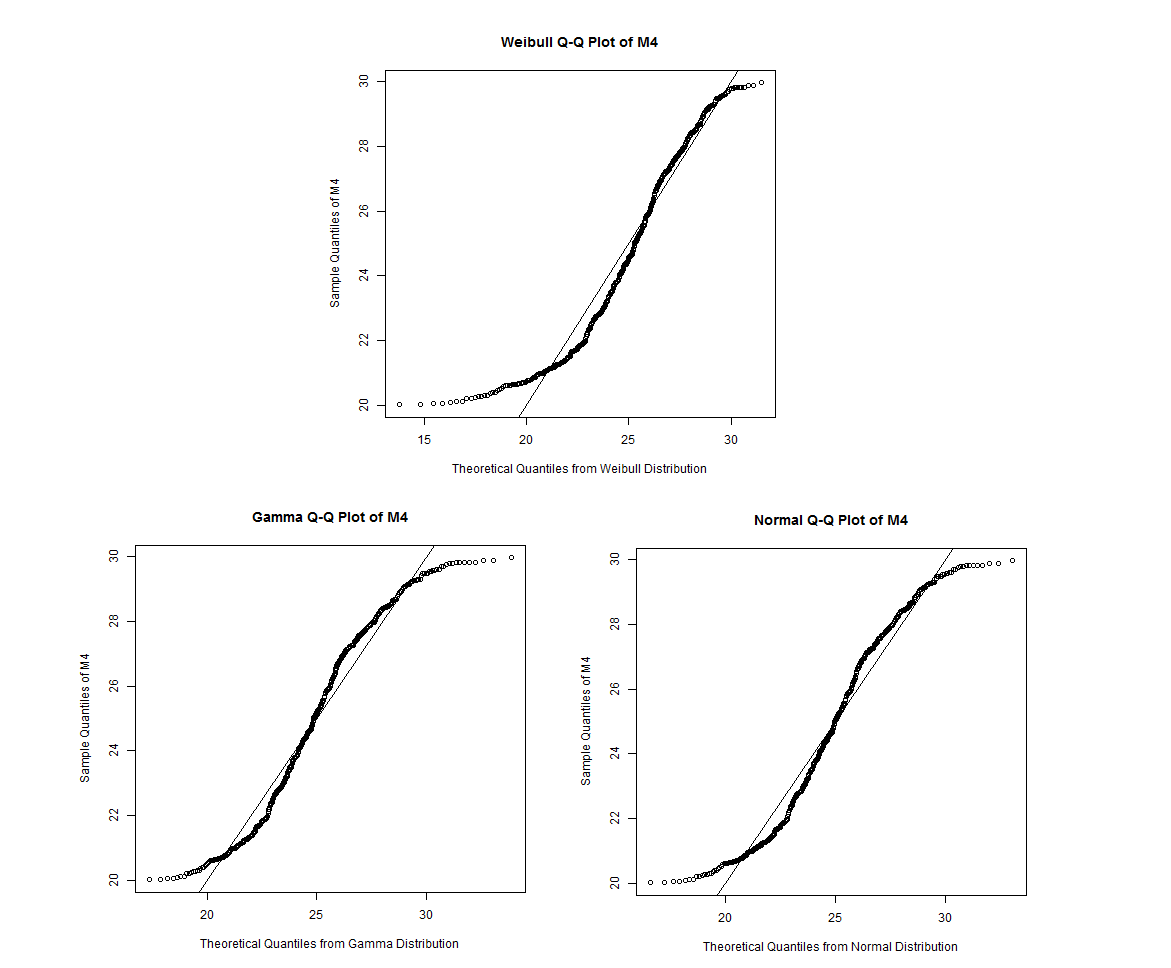 Weibull Q-Q Plot of M4
Sample Quantiles of M4
30
28
26
24
22
20
15 20 25 30
Theoretical Quantiles from Weibull Distribution
Gamma Q-Q Plot of M4
Sample Quantiles of M4
30
28
26
24
22
20
20 25 30
Theoretical Quantiles from Gamma Distribution
Normal Q-Q Plot of M4
Sample Quantiles of M4
30
28
26
24
22
20
20 25 30
Theoretical Quantiles from Normal Distribution